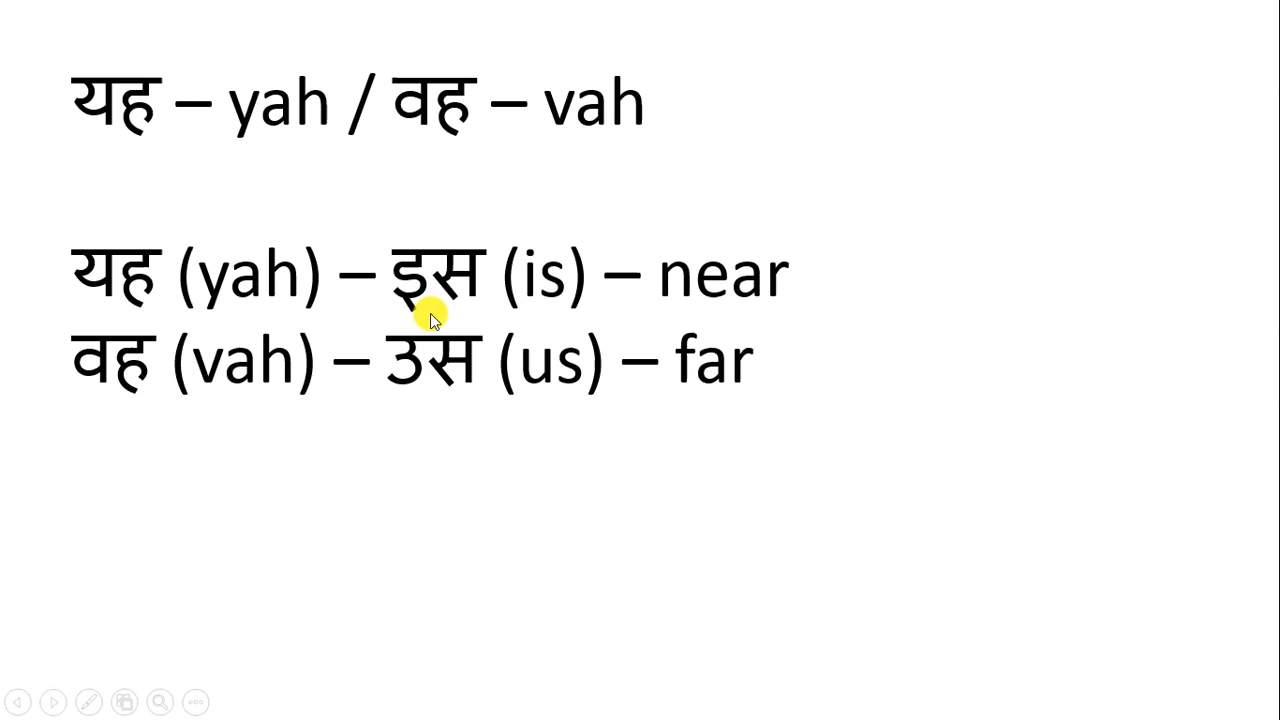 यह – yah / वह – vah
यह (yah) – इस (is) – near
वह (vah) – उस (us) – far